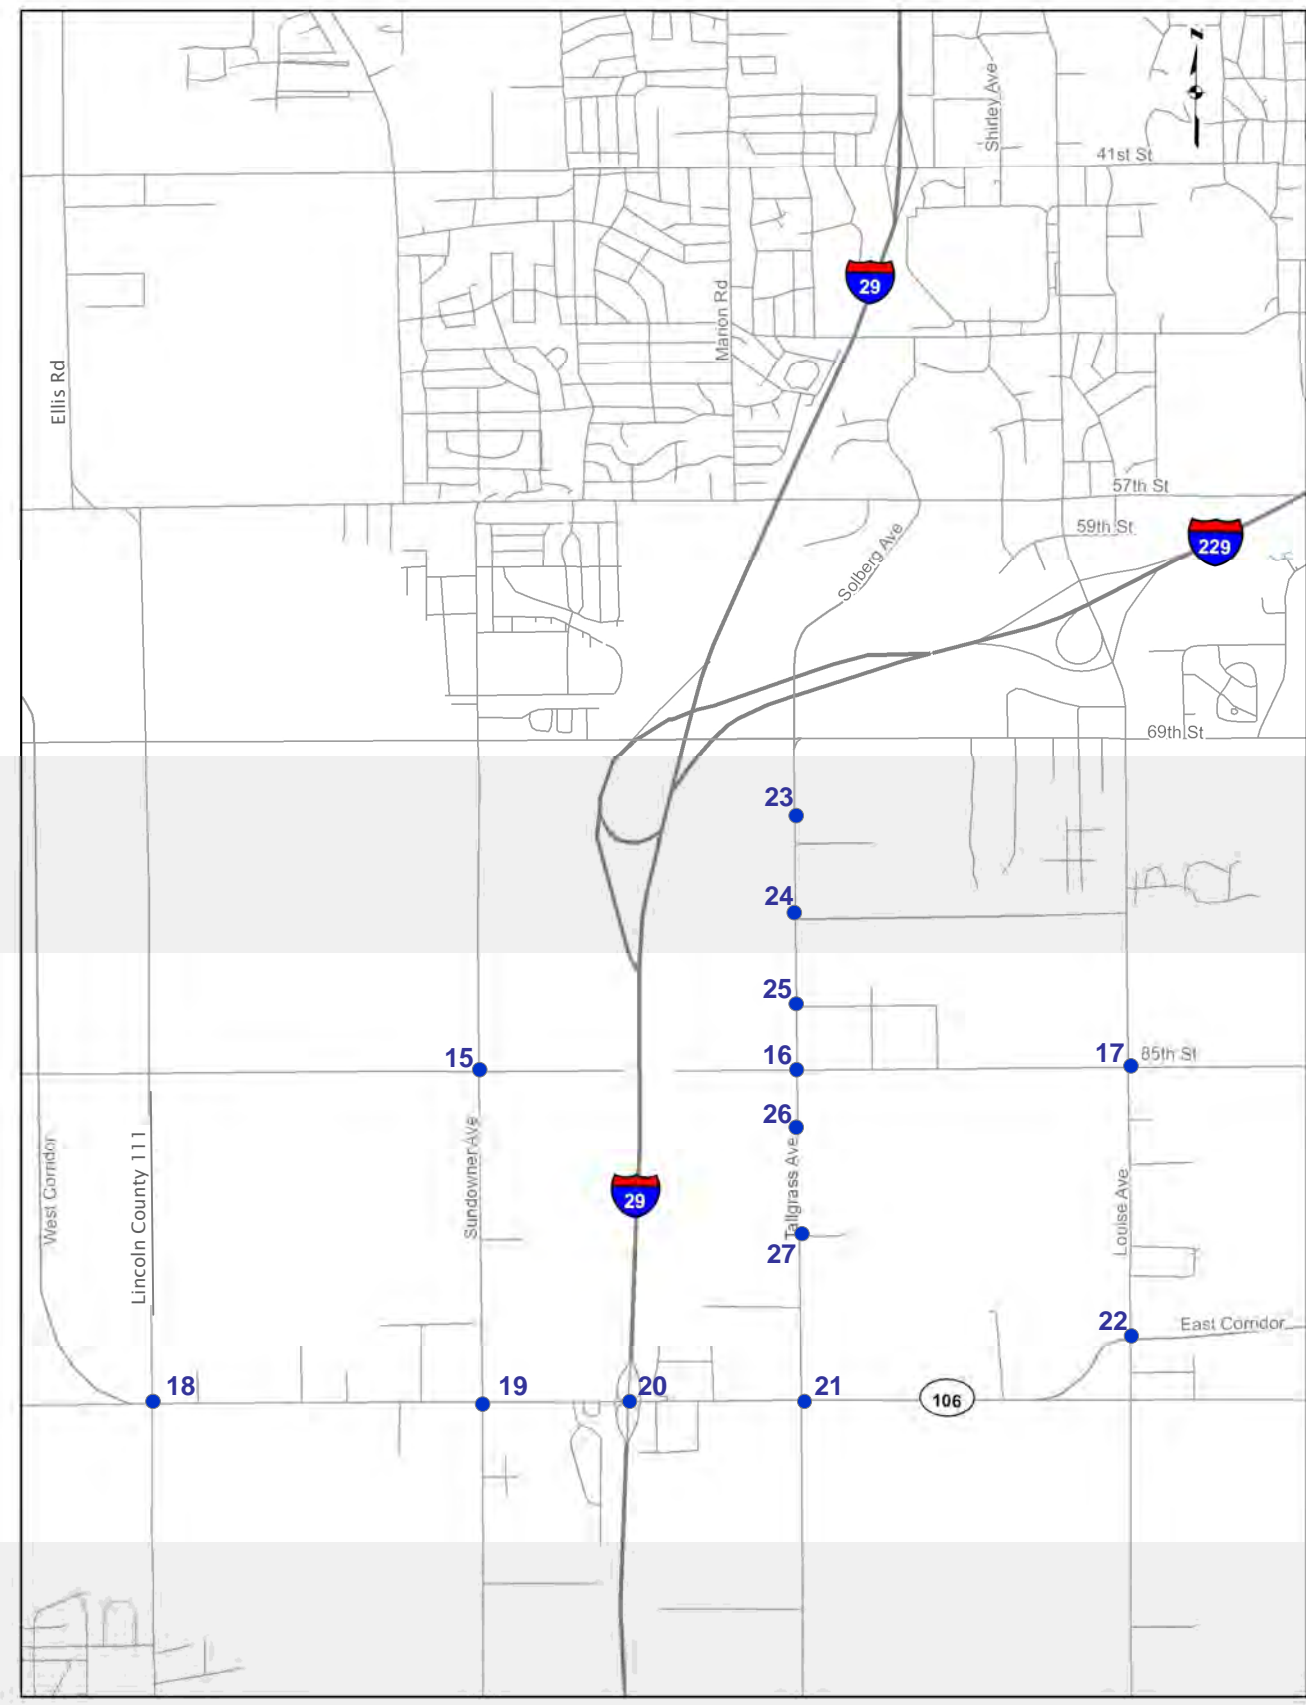 N
Shirley Ave
41st St
29
Marion Rd
Ellis Rd
57th St
59th St
229
Solberg Ave
69th St
23
24
25
15
16
17
85th St
26
West Corridor
Lincoln County 111
Sundowner Ave
29
Tallgrass Ave
Louise Ave
27
22
East Corridor
18
19
20
21
106